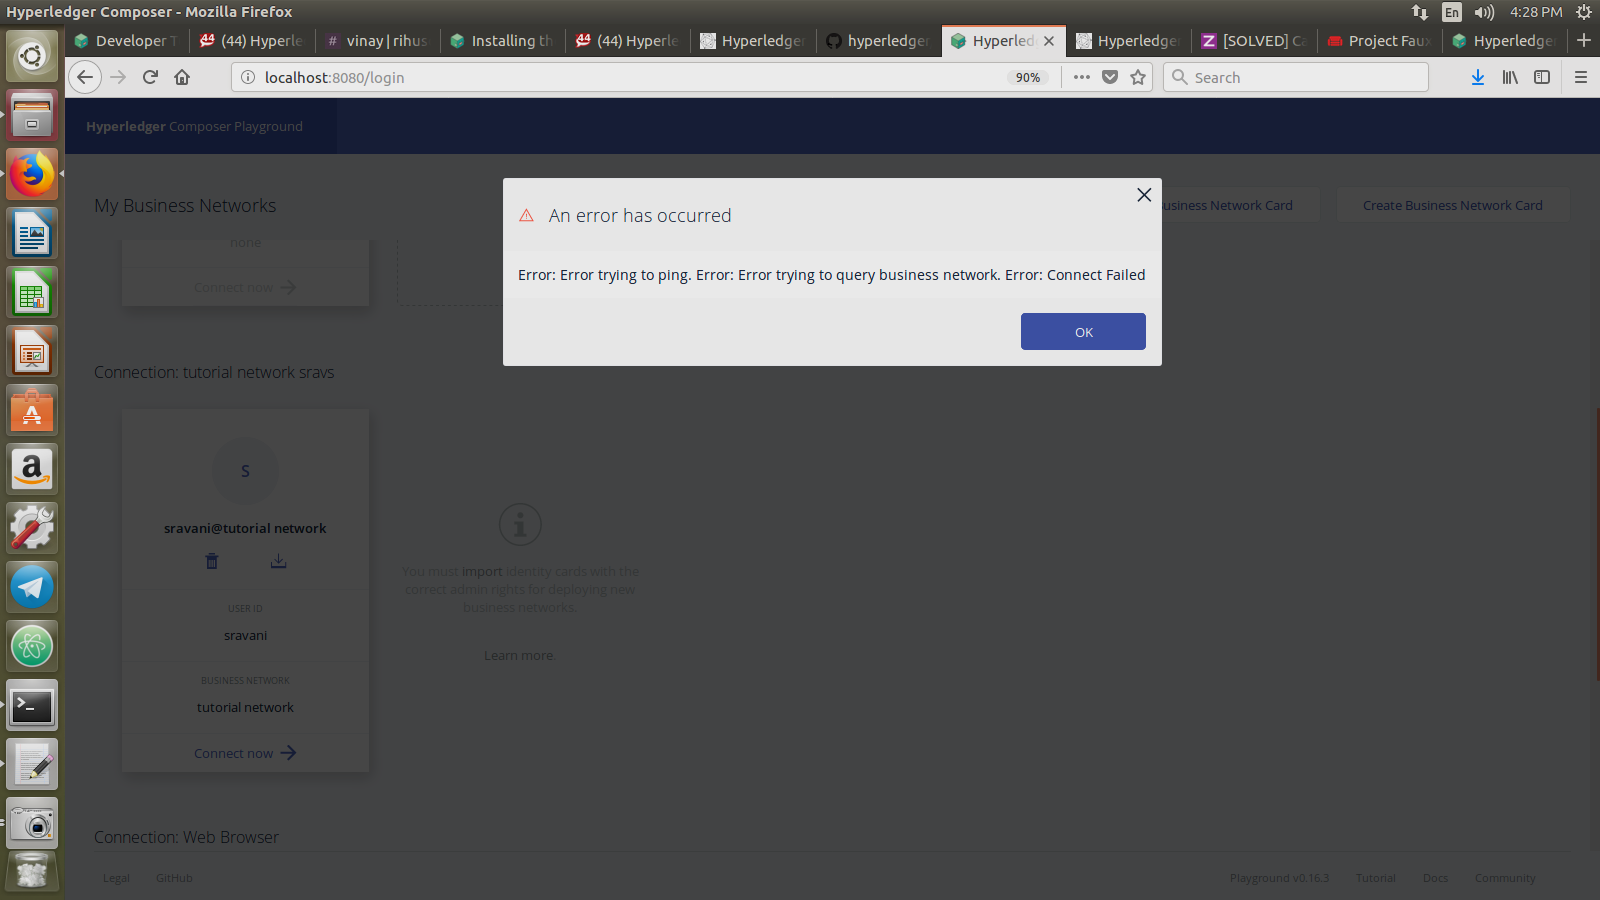 Hyperledger Composer - Mozilla Firefox
En
4:28 PM
Developer T
(44) Hyperle
# vinay | rihus
Installing th
(44) Hyperle
Hyperledger
hyperledger
Hyperled
Hyperledger
[SOLVED] Ca
Project Faux
Hyperledger
localhost:8080/login
90%
Search
Hyperledger Composer Playground
My Business Networks
usiness Network Card
Create Business Network Card
none
Connect now
An error has occurred
Error: Error trying to ping. Error: Error trying to query business network. Error: Connect Failed
OK
Connection: tutorial network sravs
S
sravani@tutorial network
USER ID
sravani
BUSINESS NETWORK
tutorial network
Connect now
You must import identity cards with the
correct admin rights for deploying new
business networks.
Learn more.
Connection: Web Browser
Legal
GitHub
Playground v0.16.3
Tutorial
Docs
Community